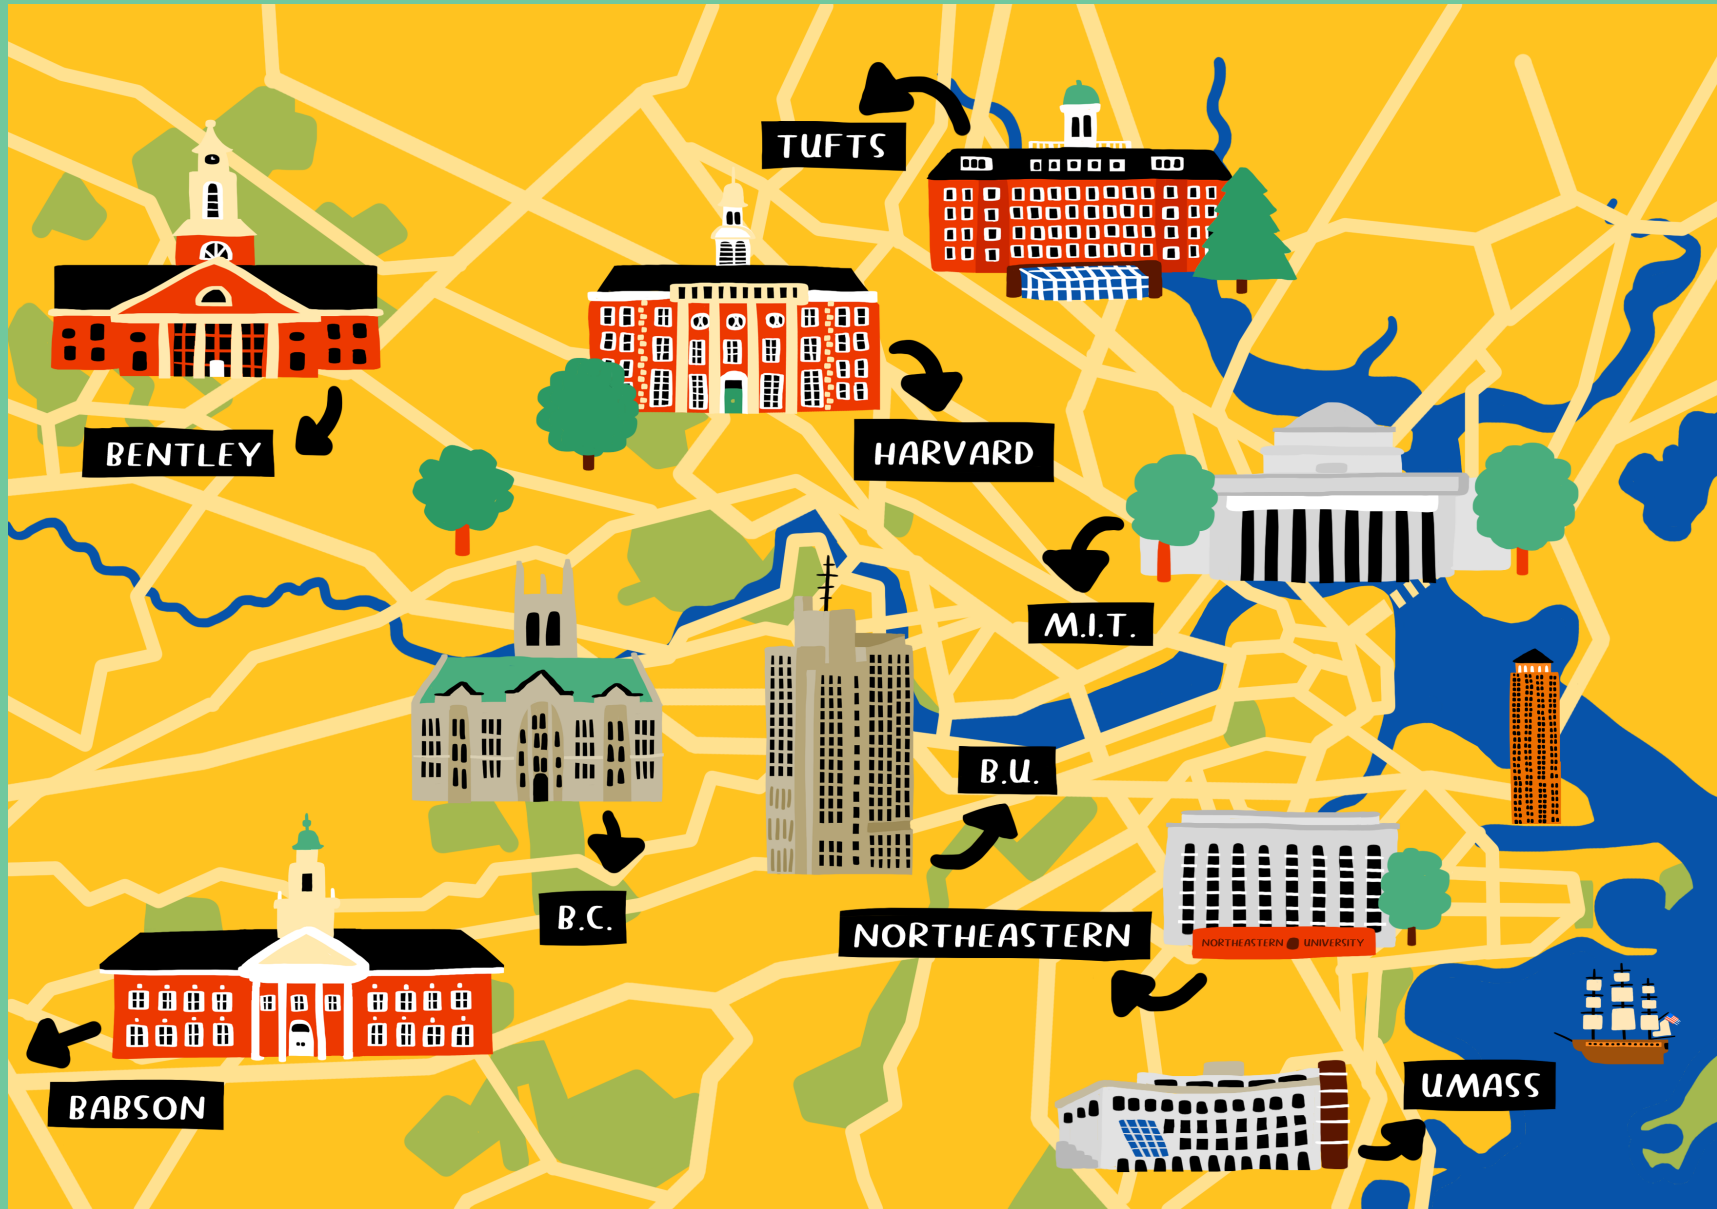 TUFTS
BENTLEY
HARVARD
M.I.T.
B.U.
B.C.
NORTHEASTERN
NORTHEASTERN UNIVERSITY
UMASS
BABSON